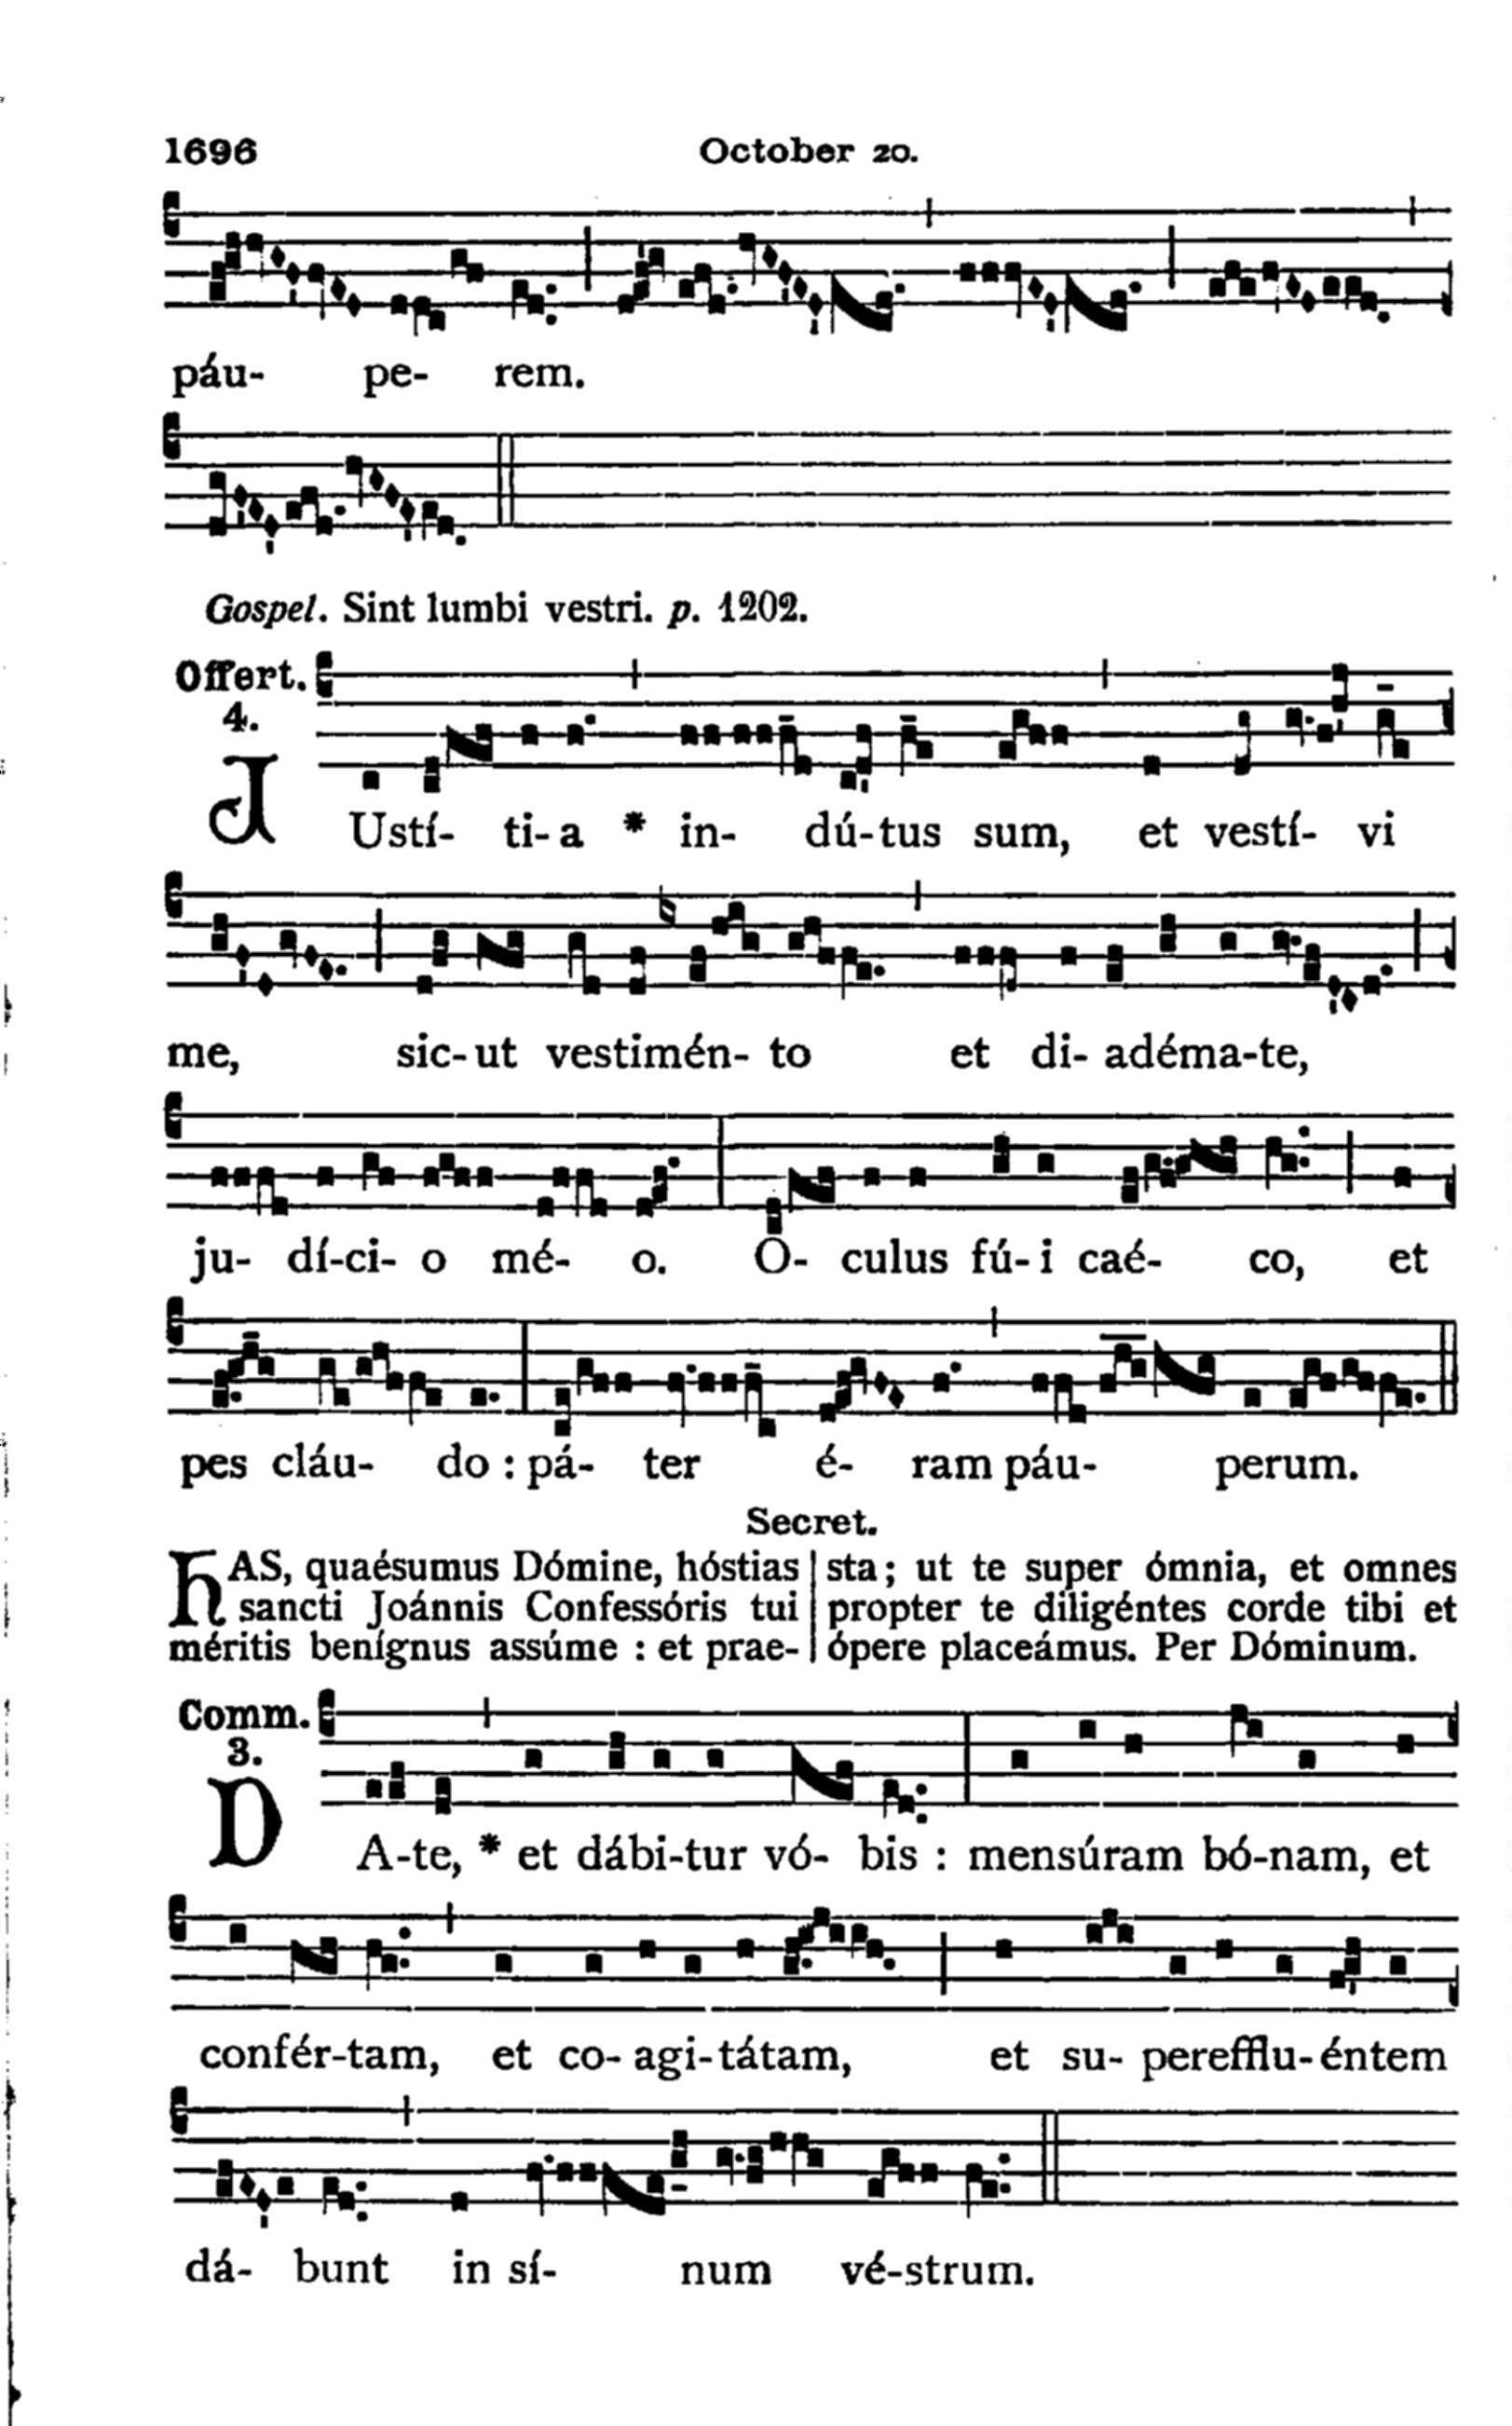 1696 October 20.
páu- pe- rem.
Gospel. Sint lumbi vestri. p. 1202.
Offert.
4.
JUstí- ti- a * in- dú-tus sum, et vestí- vi
me, sic-ut vestimén- to et di- adéma-te,
ju- dí-ci- o mé- o. O- culus fú- i caé- co, et
pes cláu- do : pá- ter é- ram páu- perum.
Secret.
HAS, quaésumus Dómine, hóstias
sancti Joánnis Confessóris tui
méritis benígnus assúme : et prae-
sta; ut te super ómnia, et omnes
propter te diligéntes corde tibi et
ópere placeámus. Per Dóminum.
Comm.
3.
DA-te, * et dábi-tur vó- bis : mensúram bó-nam, et
confér-tam, et co- agi-tátam, et su- perefflu-éntem
dá- bunt in sí- num vé-strum.